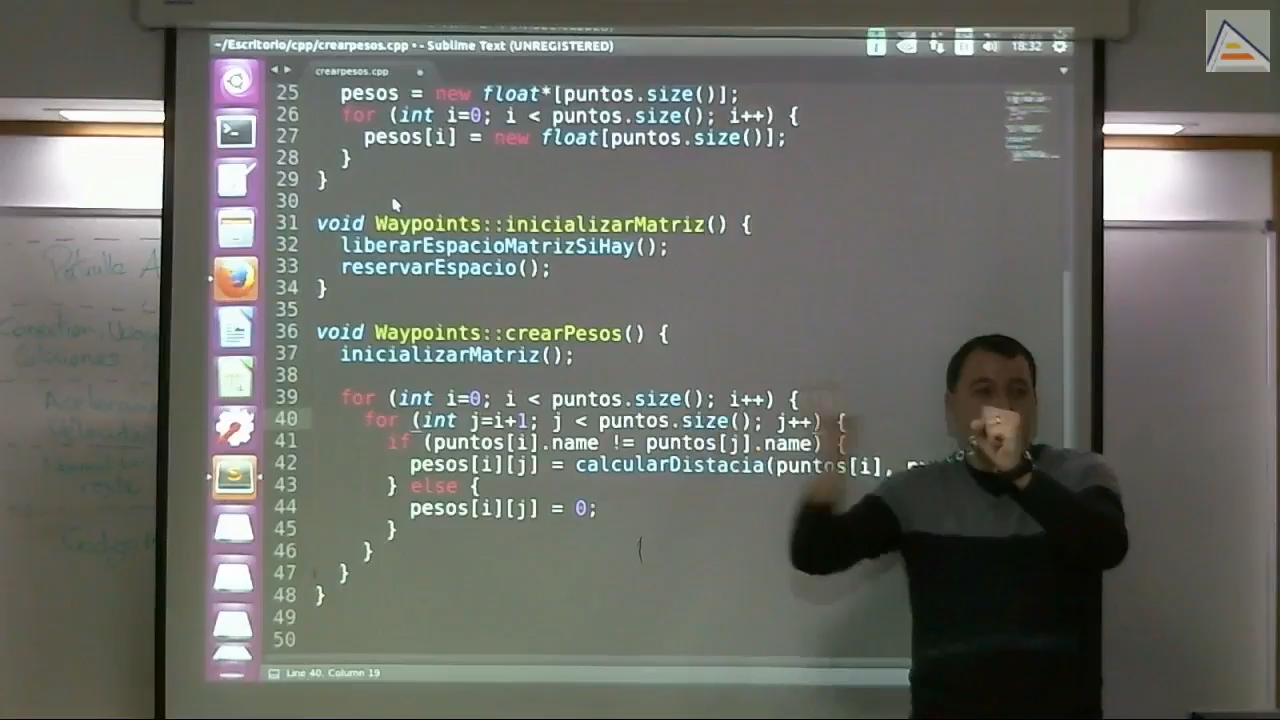 ~/Escritorio/cpp/crearpesos.cpp • - Sublime Text (UNREGISTERED)
18:32
crearpesos.cpp
25 pesos = new float*[puntos.size()];
26 for (int i=0; i < puntos.size(); i++) {
27 pesos[i] = new float[puntos.size()];
28 }
29 }
30
31 void Waypoints::inicializarMatriz() {
32 liberarEspacioMatrizSiHay();
33 reservarEspacio();
34 }
35
36 void Waypoints::crearPesos() {
37 inicializarMatriz();
38
39 for (int i=0; i < puntos.size(); i++) {
40 for (int j=i+1; j < puntos.size(); j++) {
41 if (puntos[i].name != puntos[j].name) {
42 pesos[i][j] = calcularDistacia(puntos[i],
43 } else {
44 pesos[i][j] = 0;
45 }
46 }
47 }
48 }
49
50
Line 40, Column 19